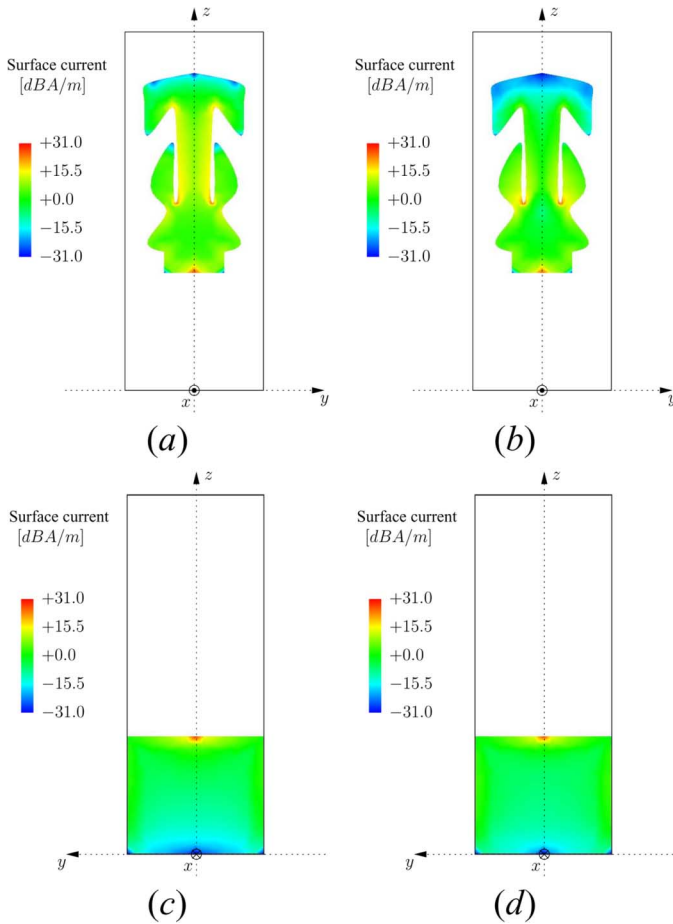 z
z
Surface current
[dBA/m]
Surface current
[dBA/m]
+31.0
+15.5
+0.0
−15.5
−31.0
+31.0
+15.5
+0.0
−15.5
−31.0
x
y
x
y
(a)
(b)
z
z
Surface current
[dBA/m]
Surface current
[dBA/m]
+31.0
+15.5
+0.0
−15.5
−31.0
+31.0
+15.5
+0.0
−15.5
−31.0
y
x
y
x
(c)
(d)